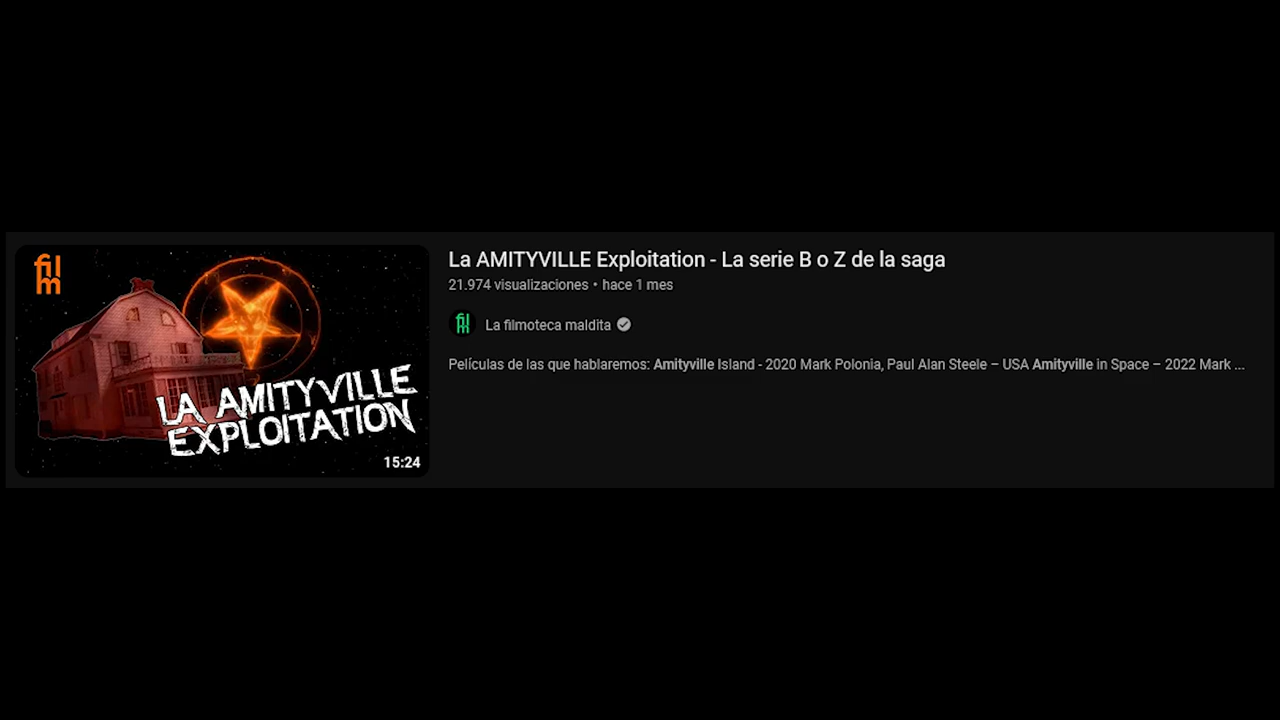 film
LA AMITYVILLE
EXPLOITATION
15:24
La AMITYVILLE Exploitation - La serie B o Z de la saga
21.974 visualizaciones • hace 1 mes
film
La filmoteca maldita
Películas de las que hablaremos: Amityville Island - 2020 Mark Polonia, Paul Alan Steele – USA Amityville in Space – 2022 Mark ...